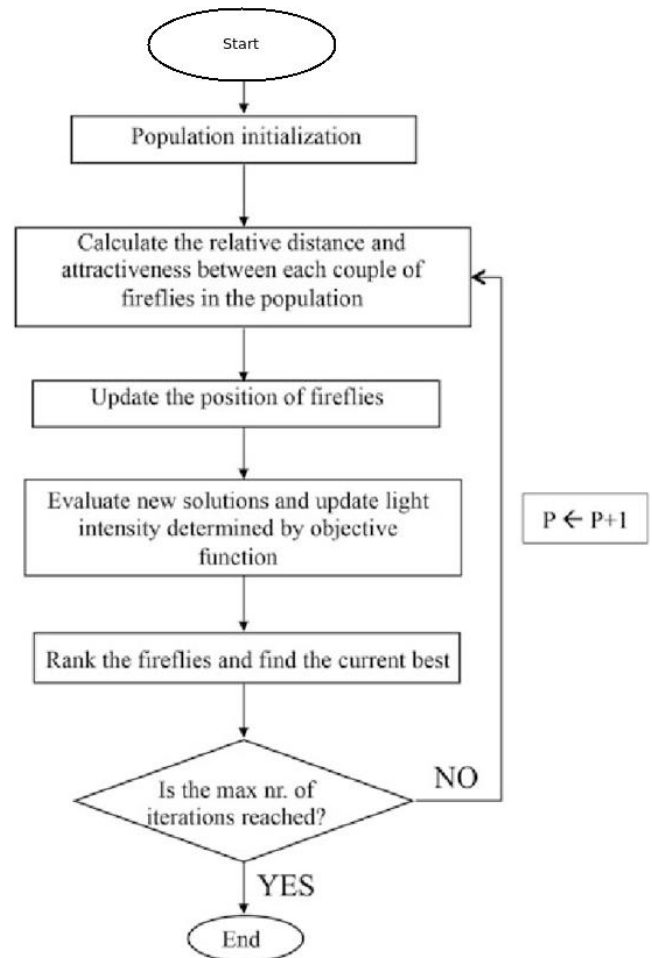 Start
Population initialization
Calculate the relative distance and
attractiveness between each couple of
fireflies in the population
Update the position of fireflies
Evaluate new solutions and update light
intensity determined by objective
function
P ← P+1
Rank the fireflies and find the current best
NO
Is the max nr. of
iterations reached?
YES
End